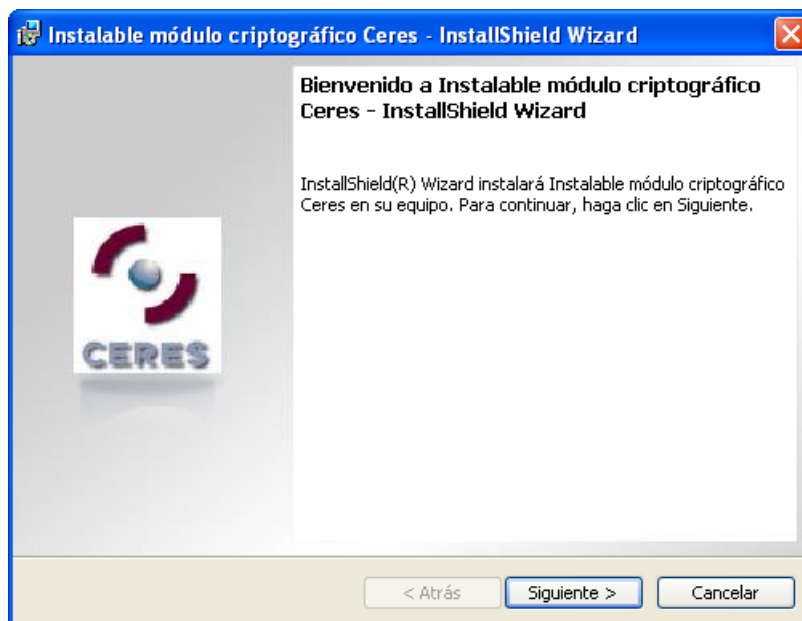 Instalable módulo criptográfico Ceres - InstallShield Wizard
Bienvenido a Instalable módulo criptográfico
Ceres - InstallShield Wizard
InstallShield(R) Wizard instalará Instalable módulo criptográfico
Ceres en su equipo. Para continuar, haga clic en Siguiente.
CERES
< Atrás
Siguiente >
Cancelar